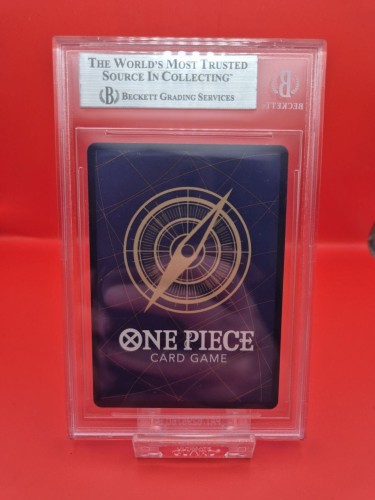 THE WORLD'S MOST TRUSTED
SOURCE IN COLLECTING™
B BECKETT GRADING SERVICES
B
BECKETT
ONE PIECE
CARD GAME